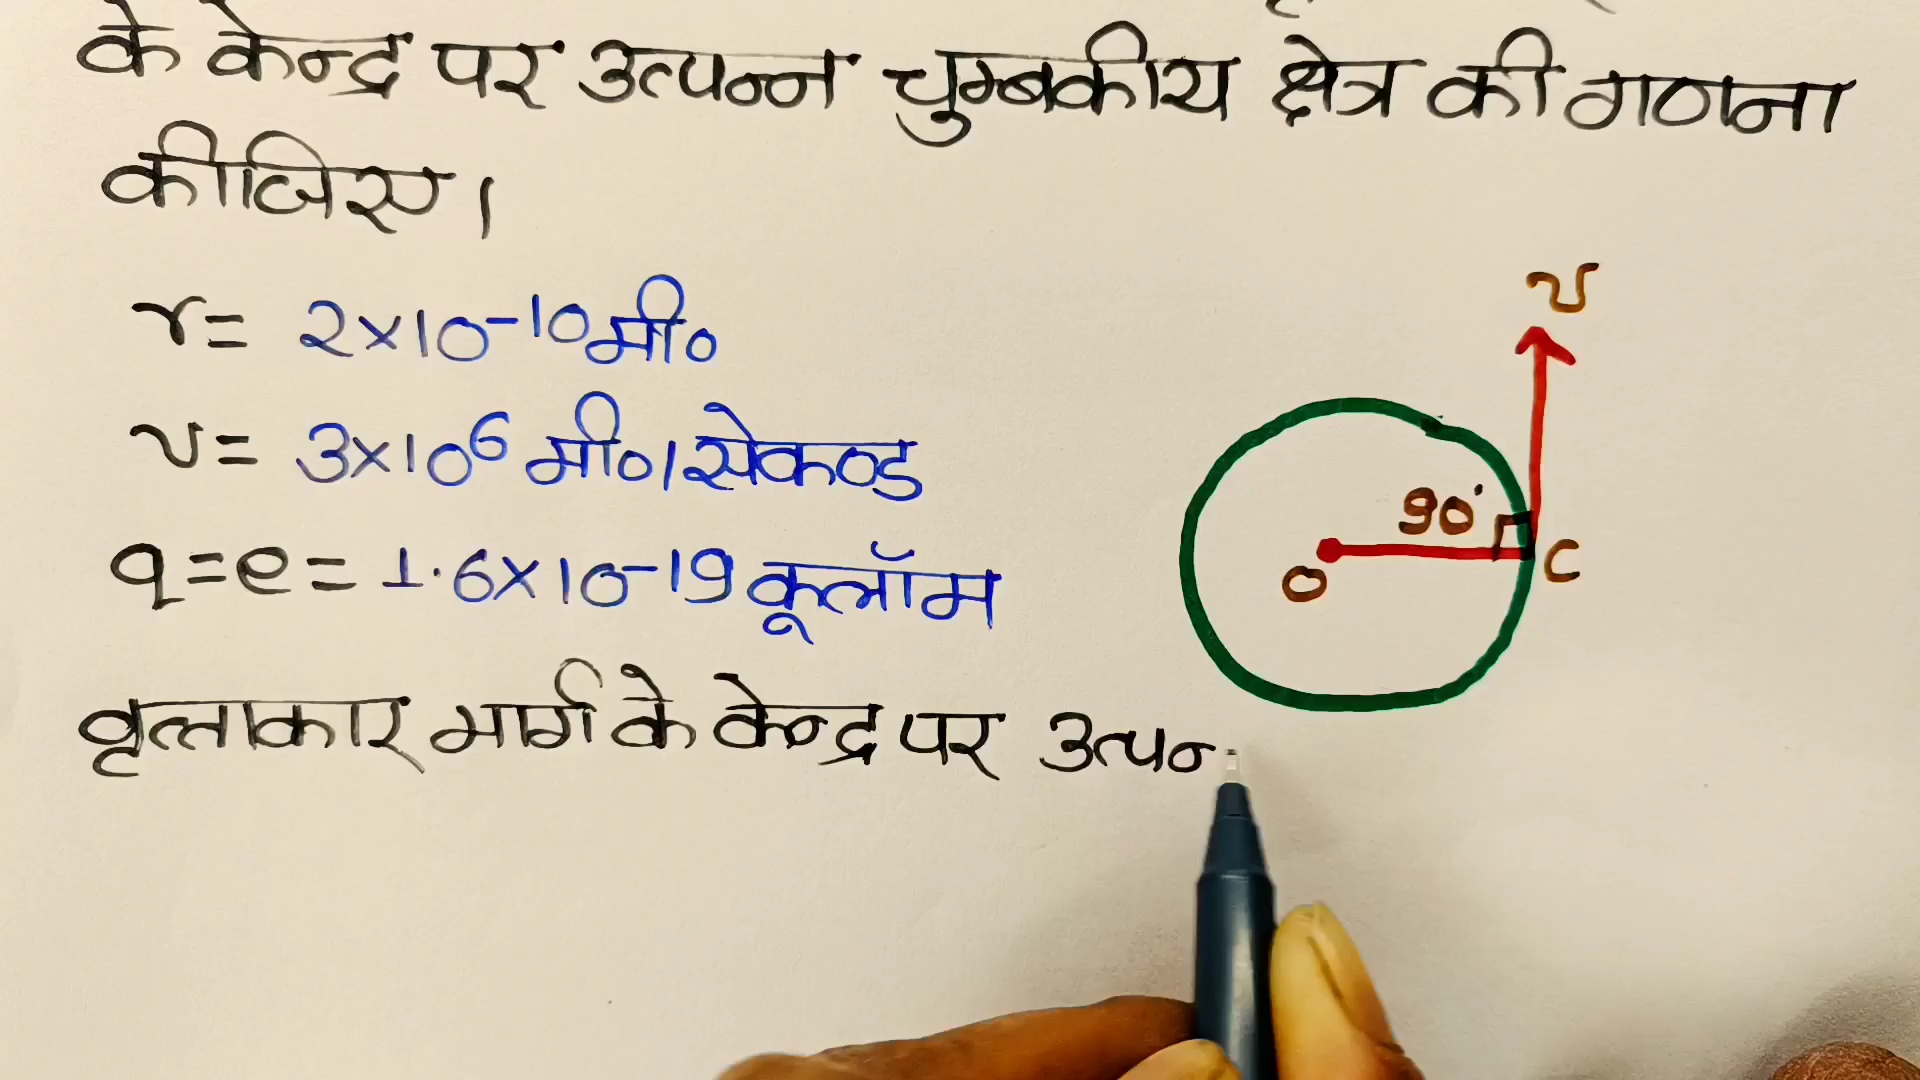 के केन्द्र पर उत्पन्न चुम्बकीय क्षेत्र की गणना
कीजिए।
r = 2×10-10 मी०
v = 3×10⁶ मी०/सेकण्ड
q = e = 1.6×10-19 कूलॉम
v
90°
O
C
वृत्ताकार मार्ग के केन्द्र पर उत्पन